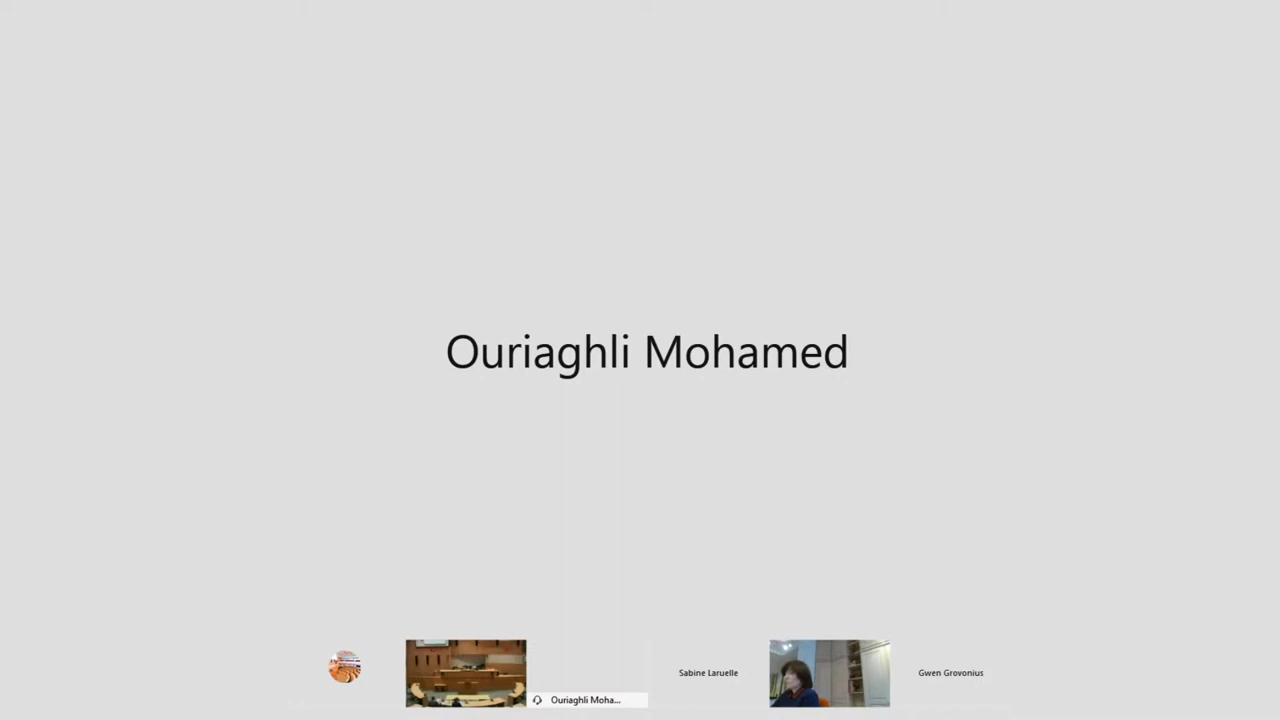 Ouriaghli Mohamed
Ouriaghli Moha...
Sabine Laruelle
Gwen Grovonius